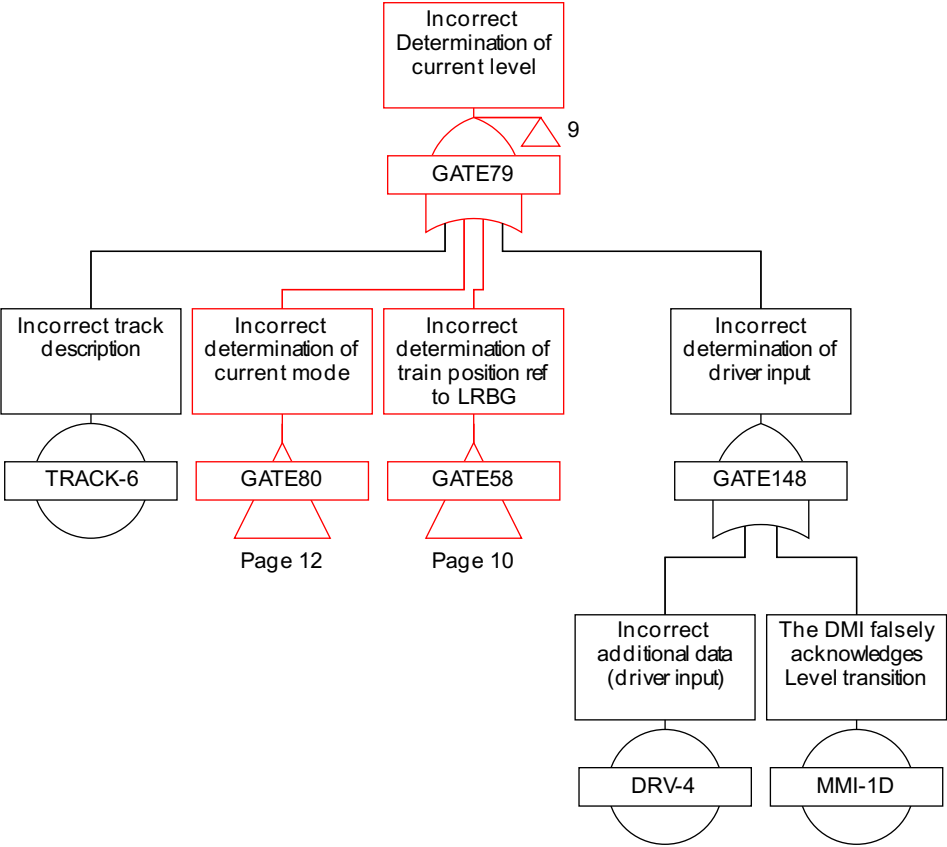 Incorrect
Determination of
current level
9
GATE79
Incorrect track
description
Incorrect
determination of
current mode
Incorrect
determination of
train position ref
to LRBG
Incorrect
determination of
driver input
TRACK-6
GATE80
GATE58
GATE148
Page 12
Page 10
Incorrect
additional data
(driver input)
The DMI falsely
acknowledges
Level transition
DRV-4
MMI-1D